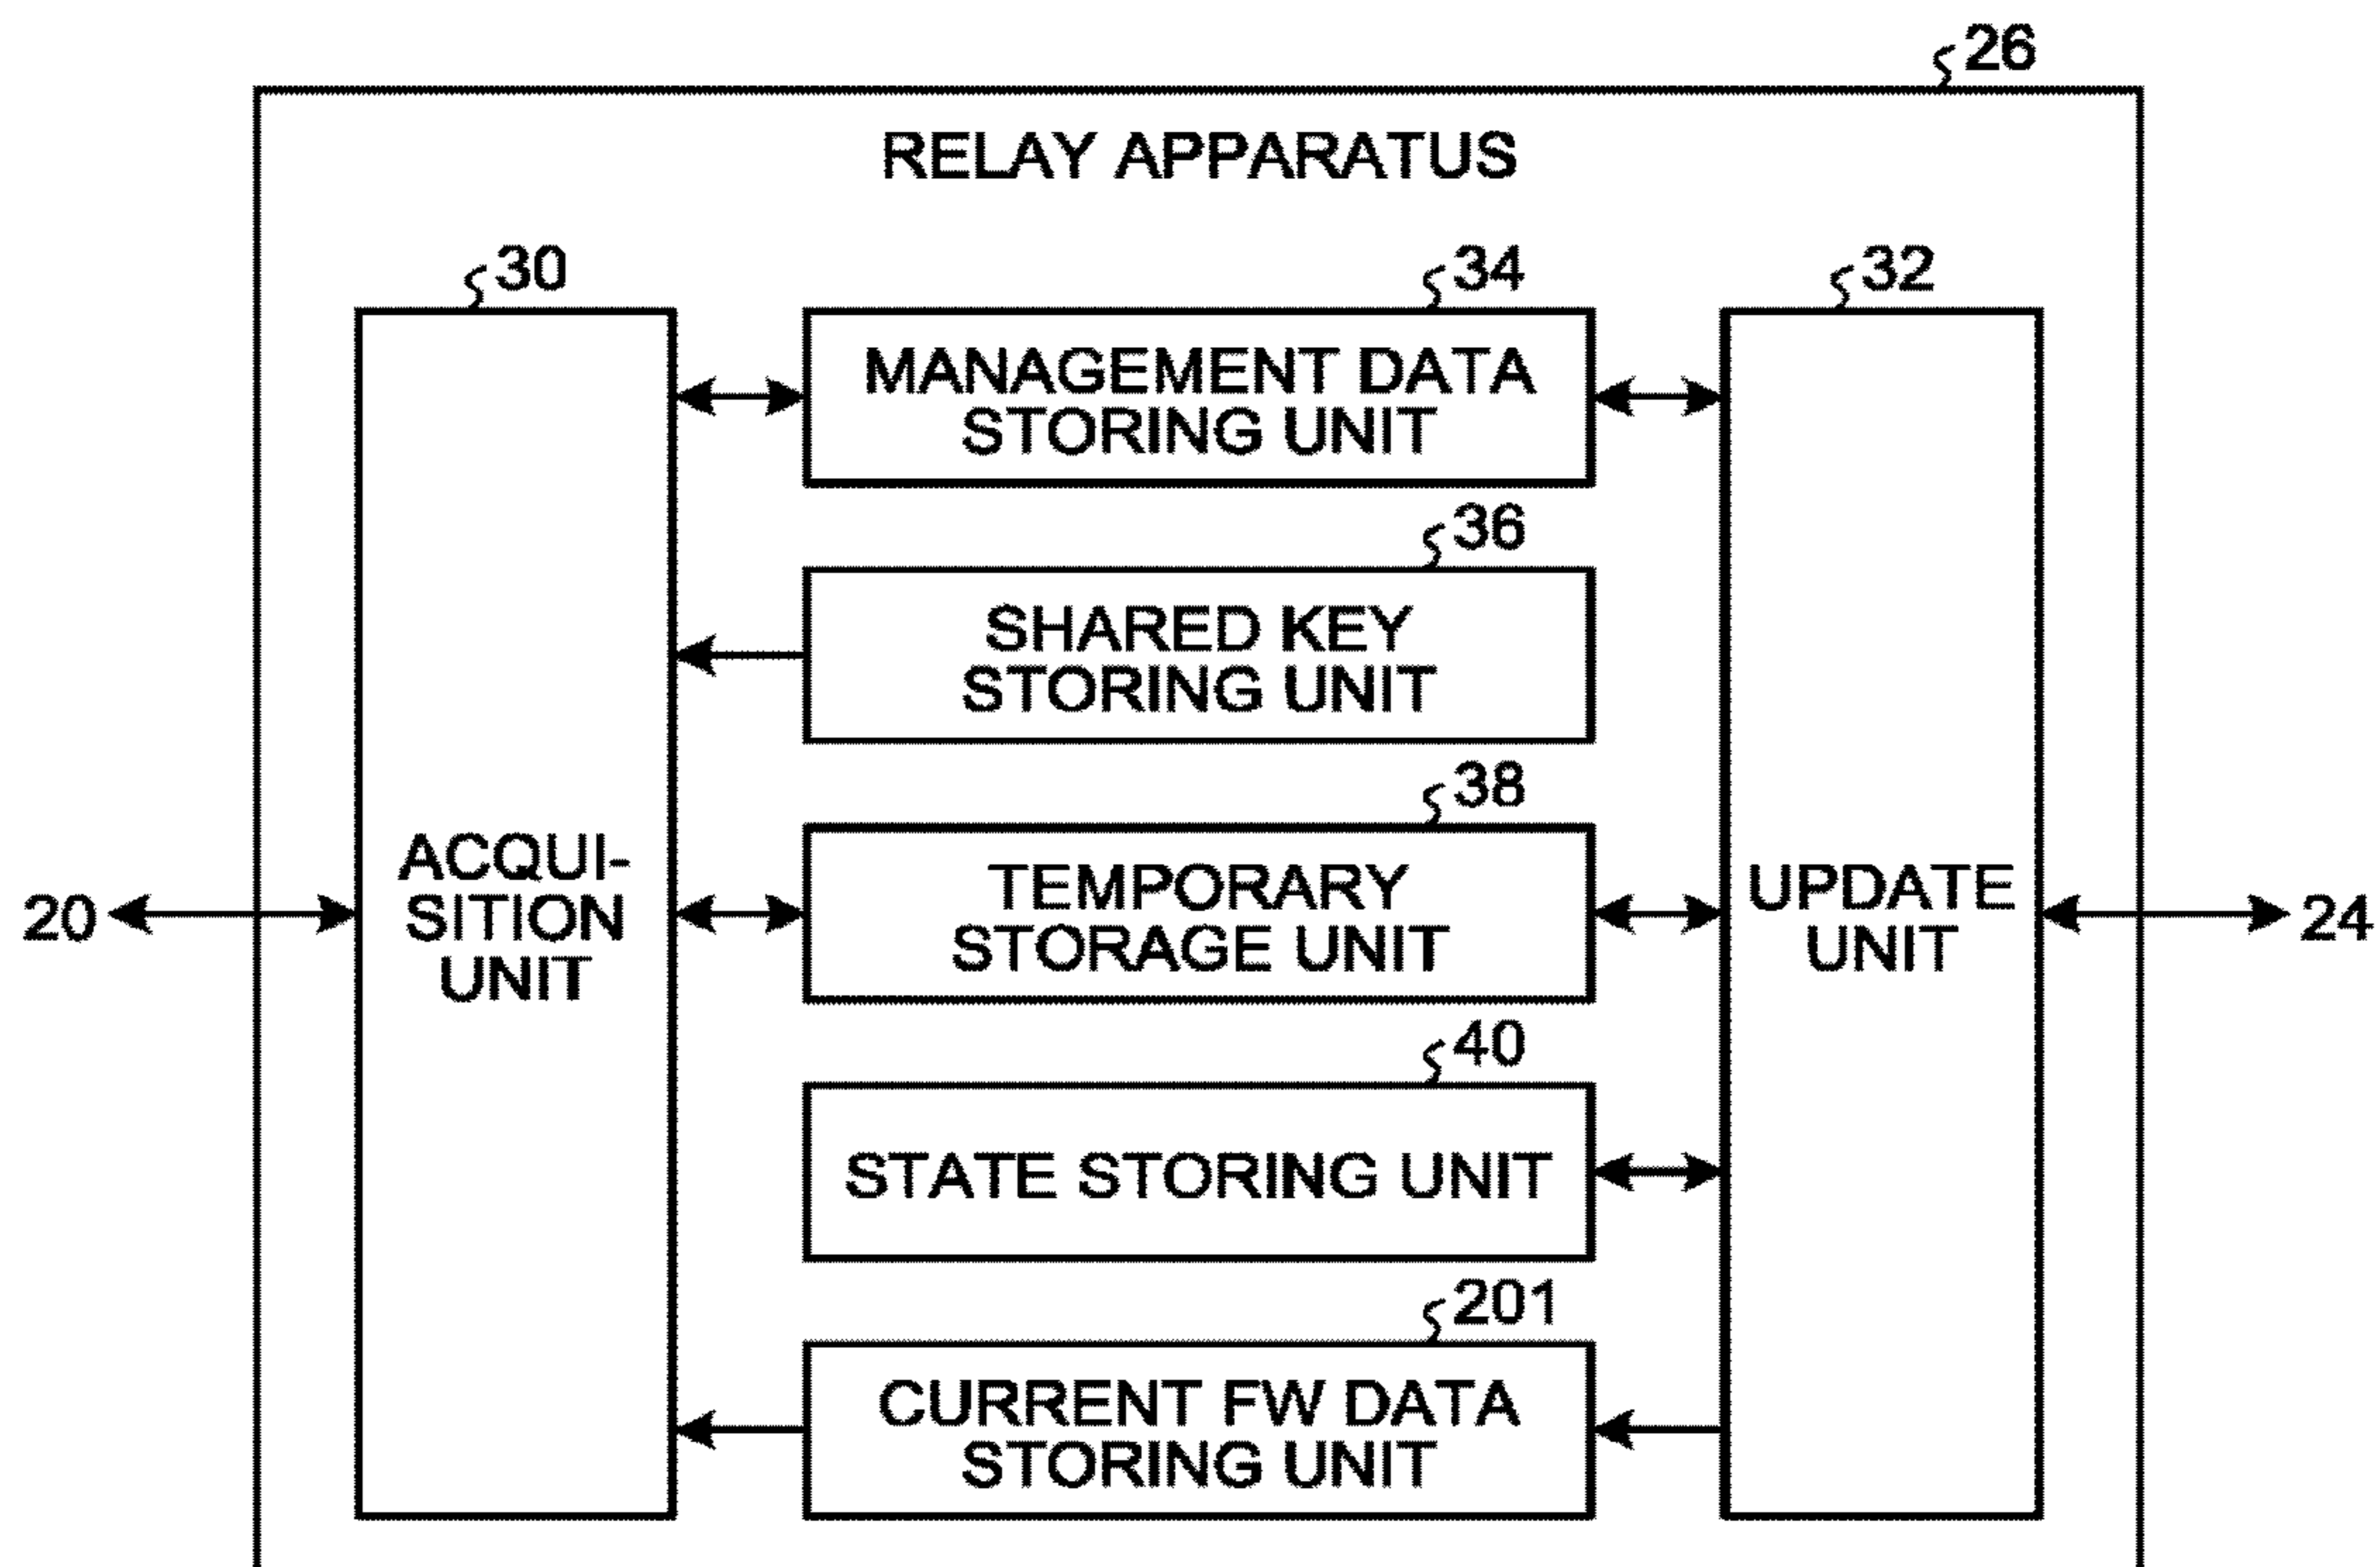 26
RELAY APPARATUS
30
34
32
MANAGEMENT DATA
STORING UNIT
36
SHARED KEY
STORING UNIT
38
ACQUI-
SITION
UNIT
TEMPORARY
STORAGE UNIT
UPDATE
UNIT
20
24
40
STATE STORING UNIT
201
CURRENT FW DATA
STORING UNIT